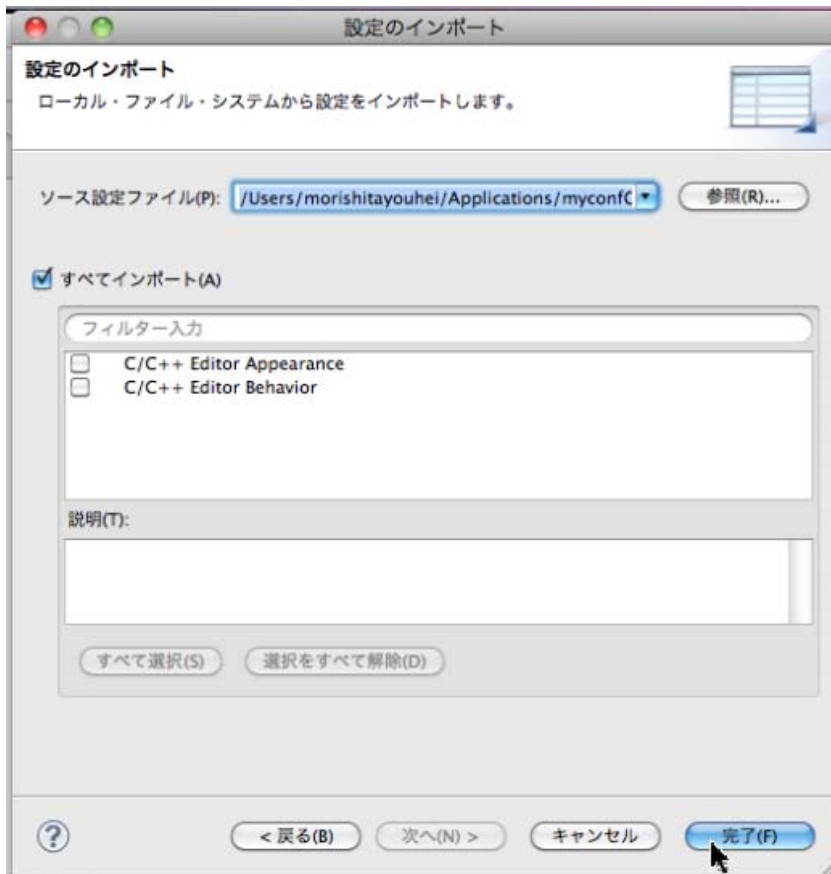 設定のインポート
設定のインポート
ローカル・ファイル・システムから設定をインポートします。
ソース設定ファイル(P): /Users/morishitayouhei/Applications/myconfC 参照(R)...
すべてインポート(A)
フィルター入力
C/C++ Editor Appearance
C/C++ Editor Behavior
説明(T):
すべて選択(S) 選択をすべて解除(D)
? < 戻る(B) 次へ(N) > キャンセル 完了(F)